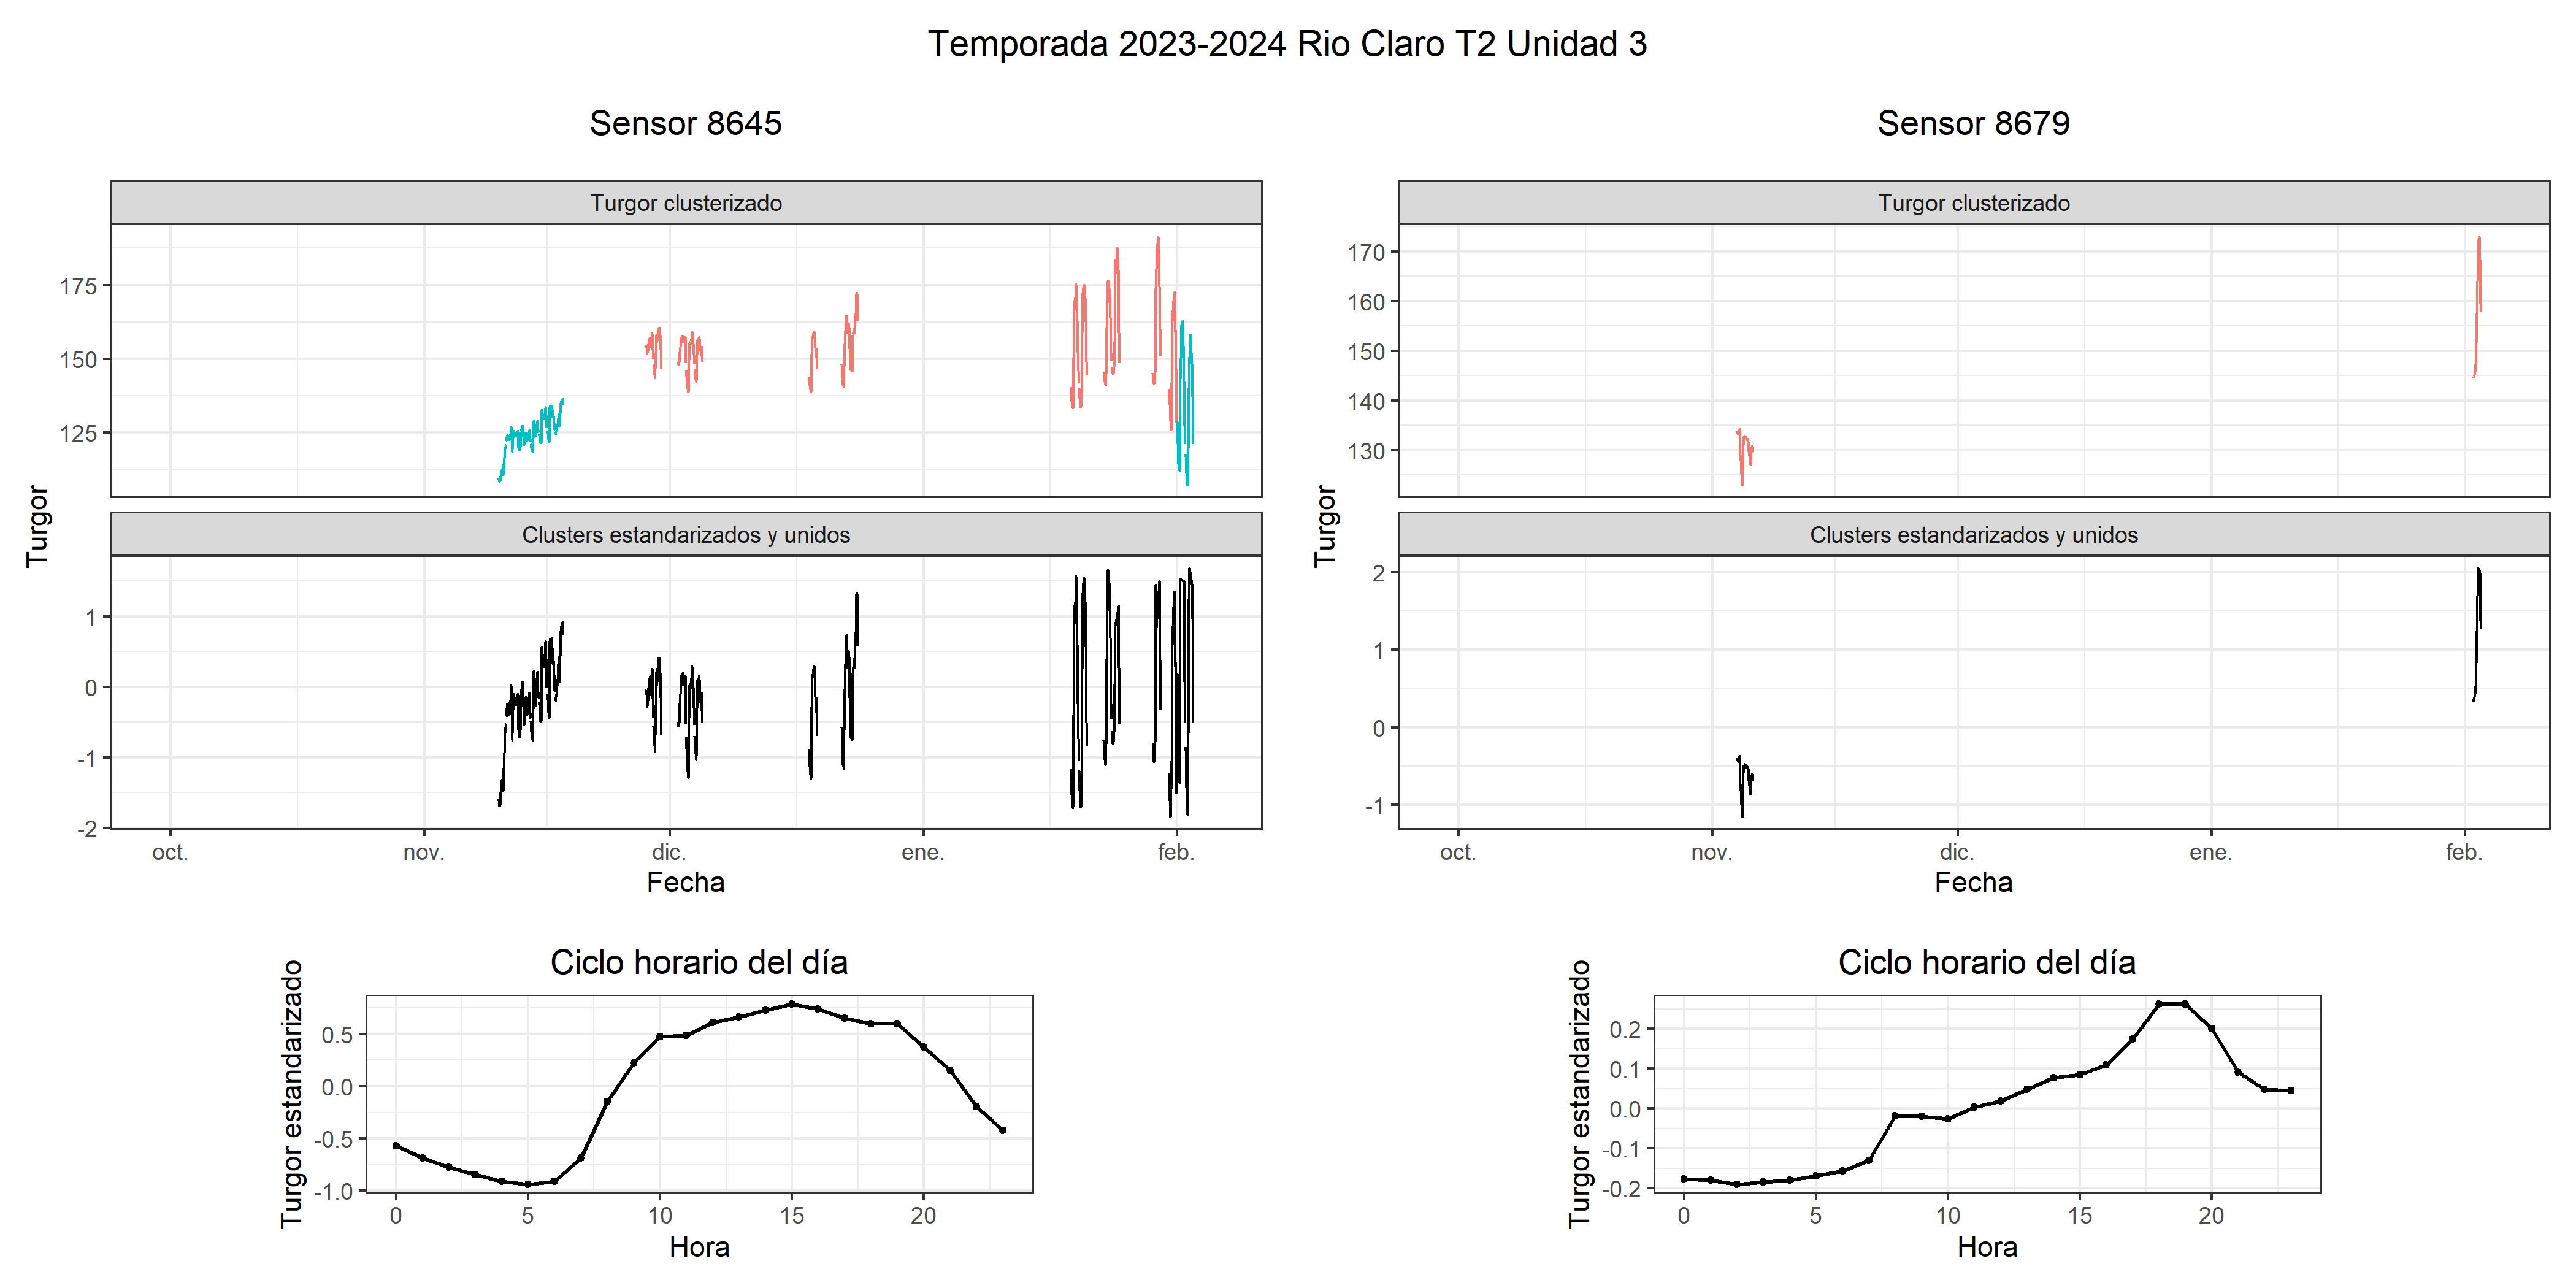 Temporada 2023-2024 Rio Claro T2 Unidad 3
Sensor 8645
Turgor clusterizado
175
150
125
Turgor
Clusters estandarizados y unidos
1
0
-1
-2
oct. nov. dic. ene. feb.
Fecha
Ciclo horario del día
Turgor estandarizado
0.5
0.0
-0.5
-1.0
0 5 10 15 20
Hora
Sensor 8679
Turgor clusterizado
170
160
150
140
130
Turgor
Clusters estandarizados y unidos
2
1
0
-1
oct. nov. dic. ene. feb.
Fecha
Ciclo horario del día
Turgor estandarizado
0.2
0.1
0.0
-0.1
-0.2
0 5 10 15 20
Hora